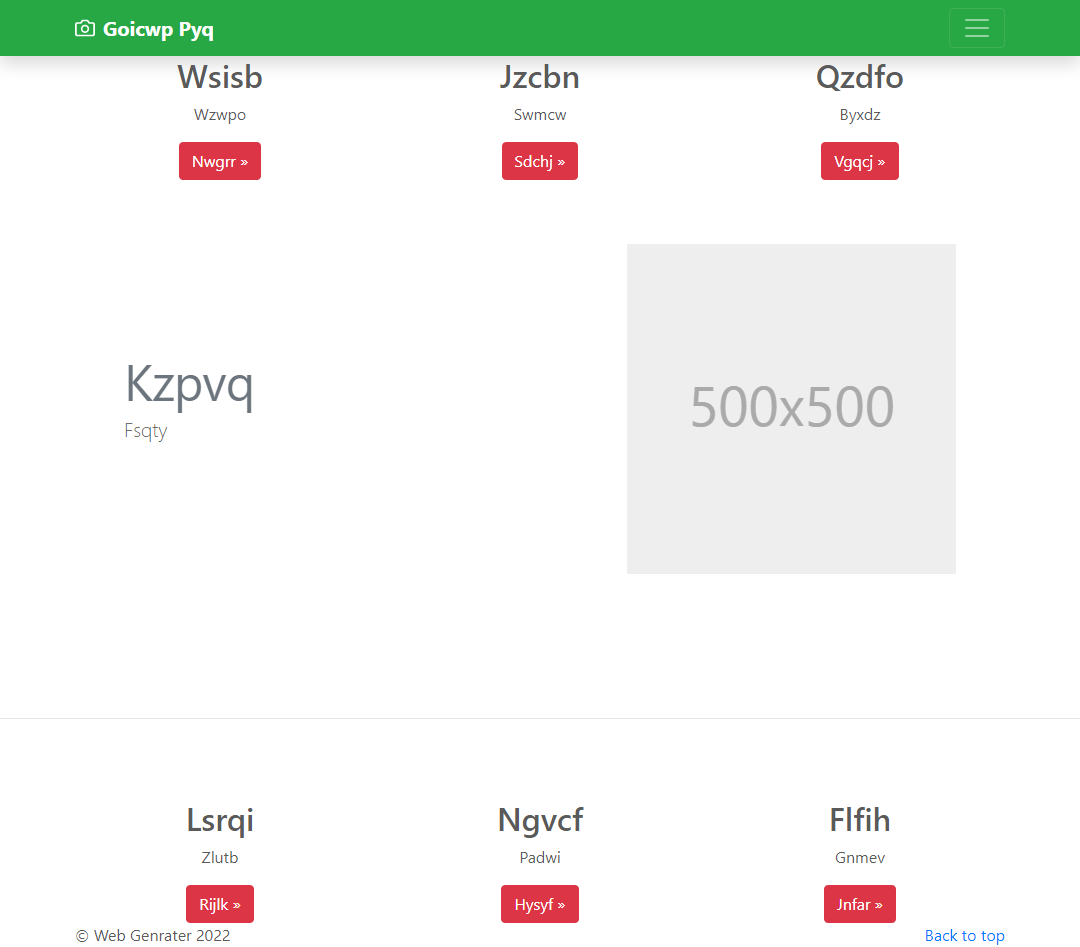 Goicwp Pyq
Wsisb
Jzcbn
Qzdfo
Wzwpo
Swmcw
Byxdz
Nwgrr »
Sdchj »
Vgqcj »
Kzpvq
Fsqty
500x500
Lsrqi
Ngvcf
Flfih
Zlutb
Padwi
Gnmev
Rijlk »
Hysyf »
Jnfar »
© Web Genrater 2022
Back to top